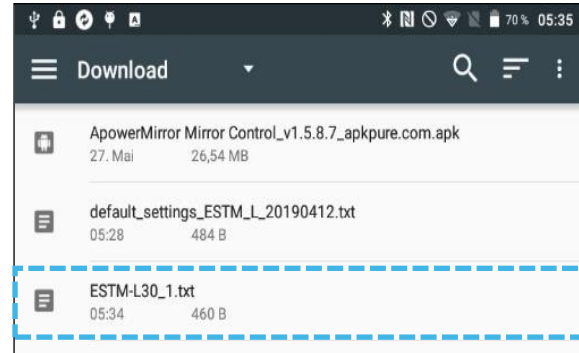 70 % 05:35
Download
ApowerMirror Mirror Control_v1.5.8.7_apkpure.com.apk
27. Mai 26,54 MB
default_settings_ESTM_L_20190412.txt
05:28 484 B
ESTM-L30_1.txt
05:34 460 B